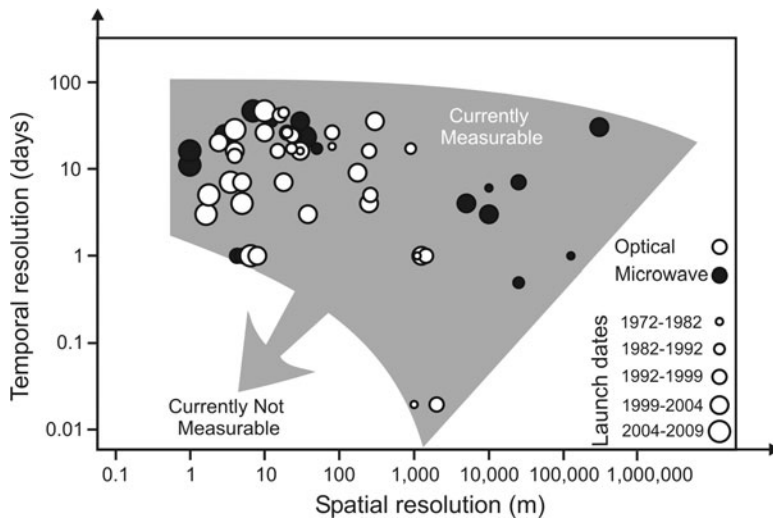 Temporal resolution (days)
100
10
1
0.1
0.01
Currently
Measurable
Currently Not
Measurable
Optical
Microwave
Launch dates
1972-1982
1982-1992
1992-1999
1999-2004
2004-2009
0.1
1
10
100
1,000
10,000
100,000
1,000,000
Spatial resolution (m)